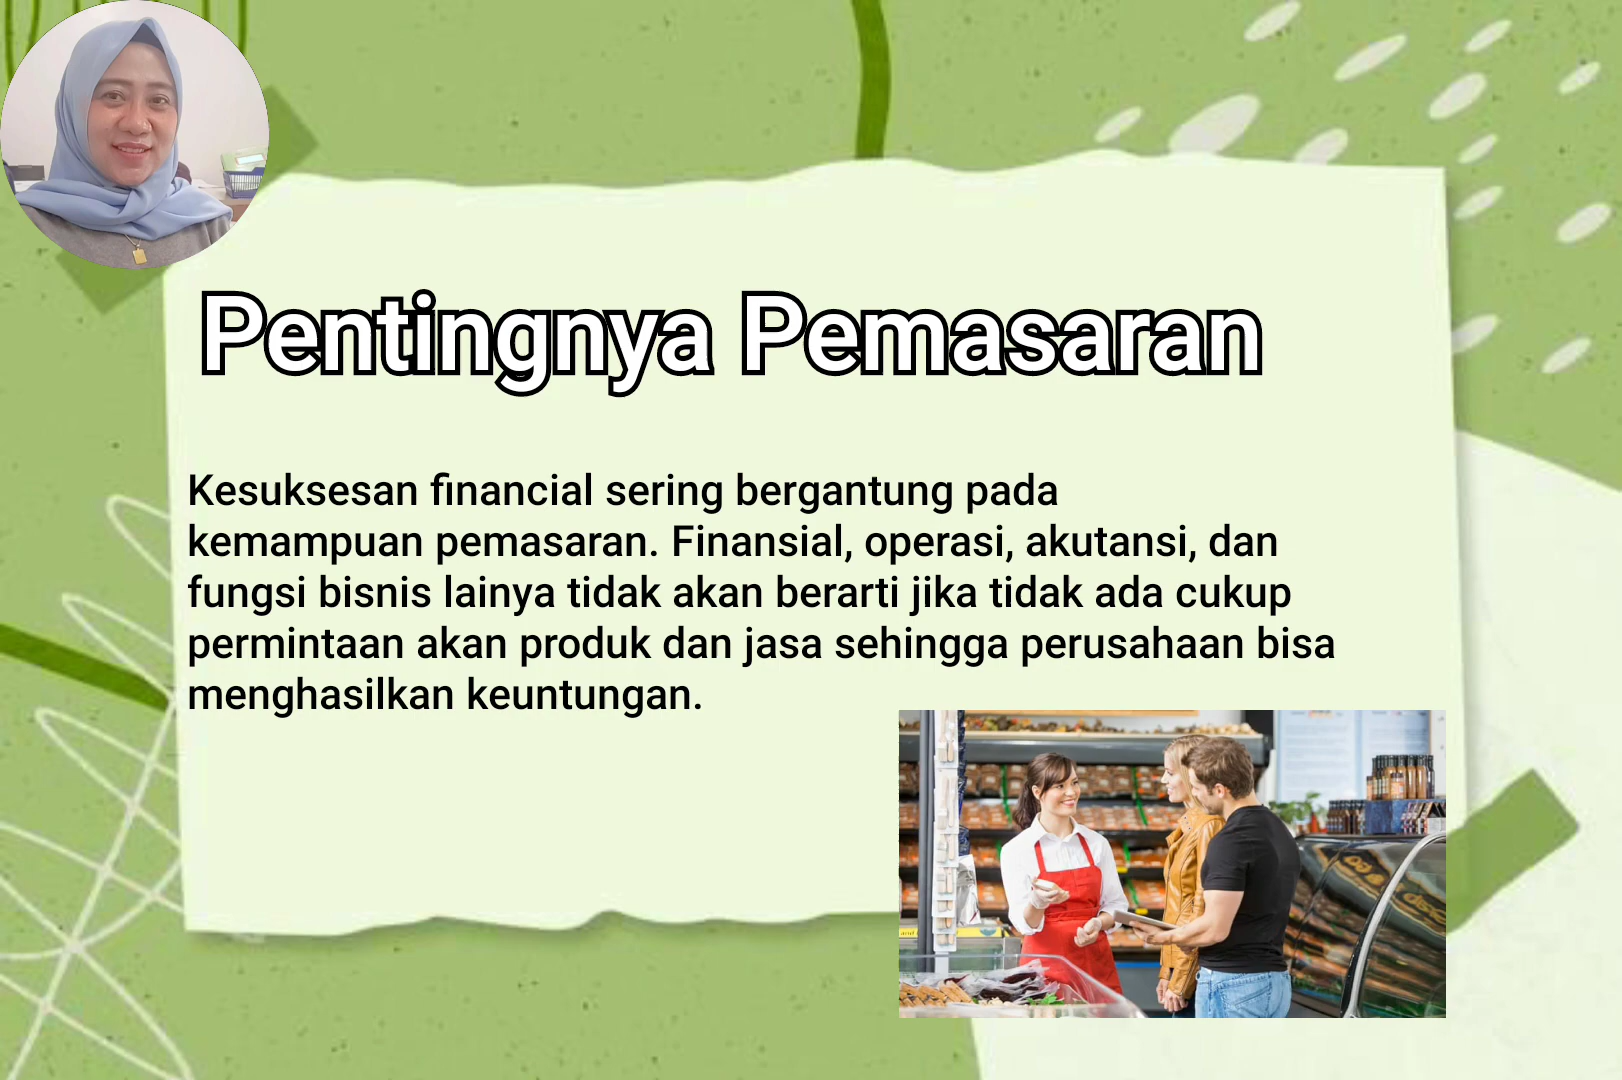 Pentingnya Pemasaran
Kesuksesan financial sering bergantung pada
kemampuan pemasaran. Finansial, operasi, akutansi, dan
fungsi bisnis lainya tidak akan berarti jika tidak ada cukup
permintaan akan produk dan jasa sehingga perusahaan bisa
menghasilkan keuntungan.